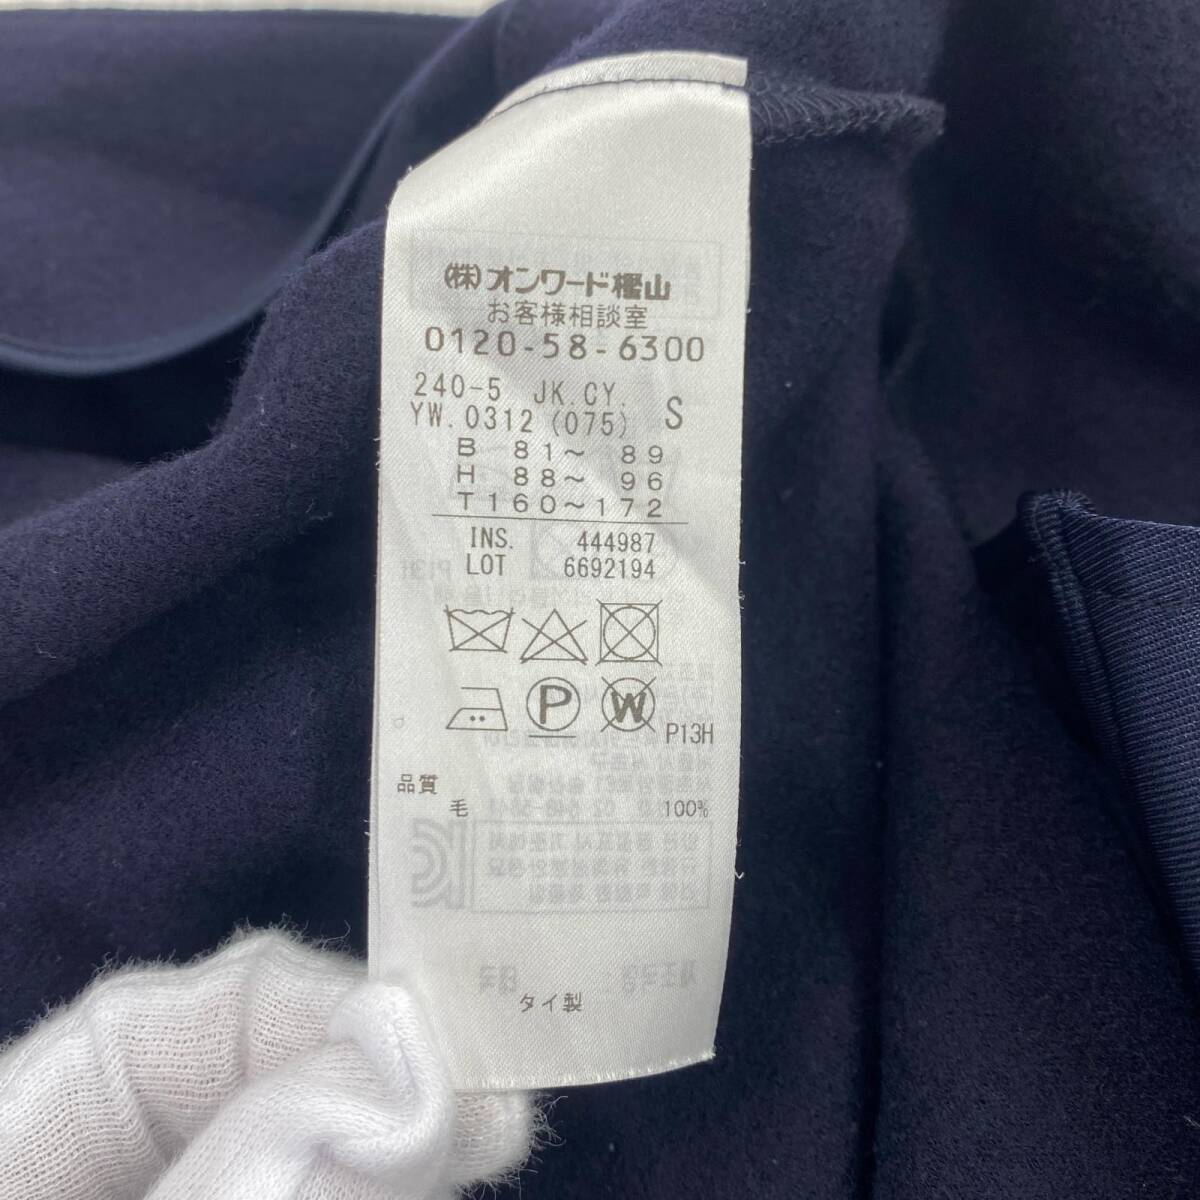 (株)オンワード樫山
お客様相談室
0120-58-6300
240-5 JK.CY.
YW.0312 (075) S
B 81〜 89
H 88〜 96
T160〜172
INS. 444987
LOT 6692194
P
W
P13H
品質
毛 100%
タイ製